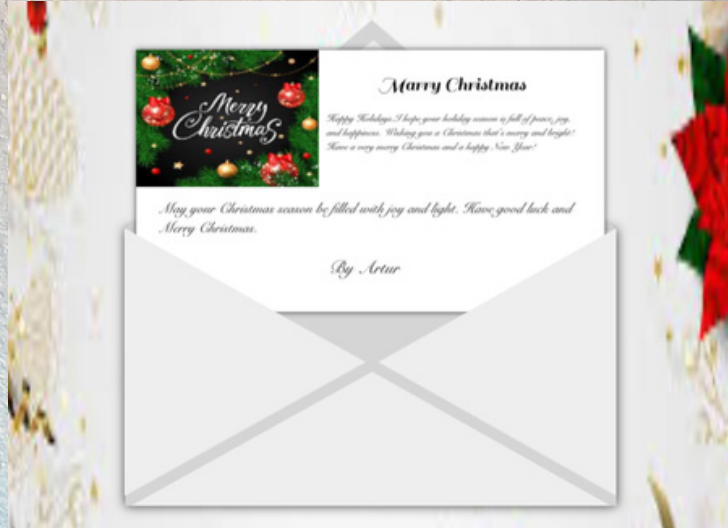 Merry
Christmas
Marry Christmas
Happy Holidays. I hope your holiday season is full of peace, joy,
and happiness. Wishing you a Christmas that's merry and bright!
Have a very merry Christmas and a happy New Year!
May your Christmas season be filled with joy and light. Have good luck and
Merry Christmas.
By Artur